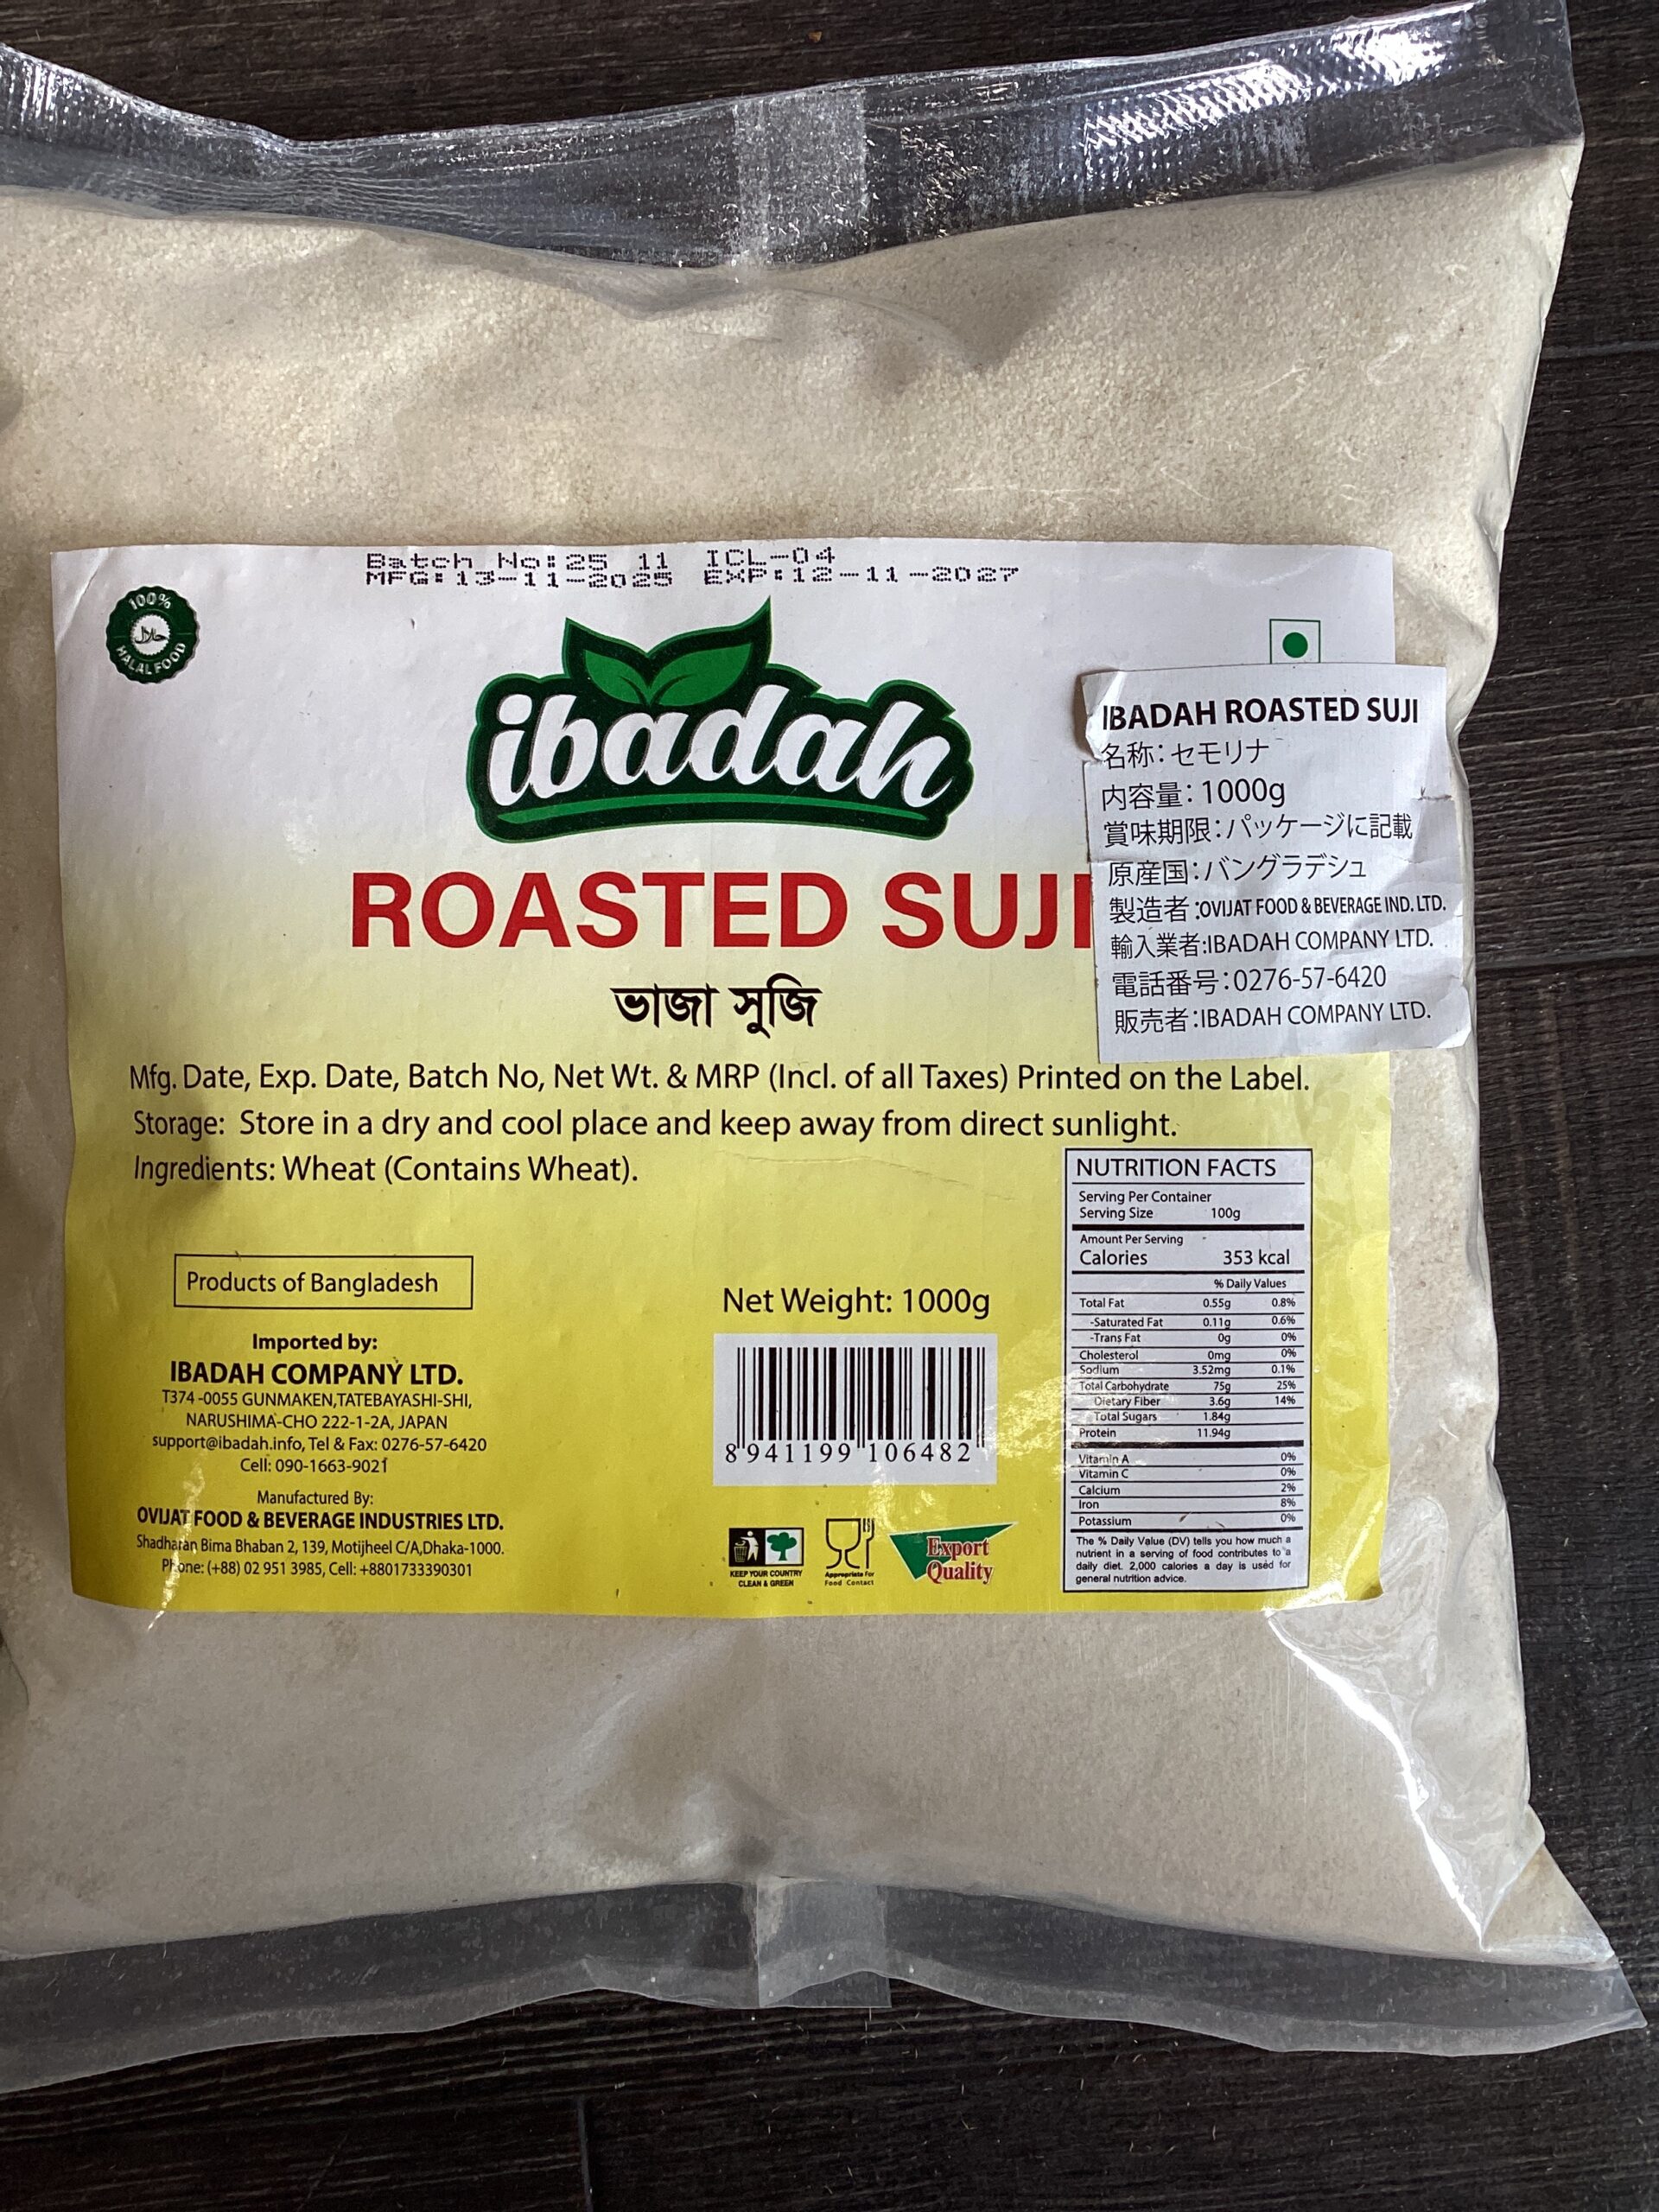 Batch No: 25 11 ICL-04
MFG: 13-11-2025 EXP: 12-11-2027
100%
حلال
HALAL FOOD
ibadah
ROASTED SUJI
ভাজা সুজি
IBADAH ROASTED SUJI
名称：セモリナ
内容量：1000g
賞味期限：パッケージに記載
原産国：バングラデシュ
製造者:OVIJAT FOOD & BEVERAGE IND. LTD.
輸入業者:IBADAH COMPANY LTD.
電話番号：0276-57-6420
販売者:IBADAH COMPANY LTD.
Mfg. Date, Exp. Date, Batch No, Net Wt. & MRP (Incl. of all Taxes) Printed on the Label.
Storage: Store in a dry and cool place and keep away from direct sunlight.
Ingredients: Wheat (Contains Wheat).
Products of Bangladesh
Imported by:
IBADAH COMPANY LTD.
T374 -0055 GUNMAKEN,TATEBAYASHI-SHI,
NARUSHIMA-CHO 222-1-2A, JAPAN
support@ibadah.info, Tel & Fax: 0276-57-6420
Cell: 090-1663-9021
Manufactured By:
OVIJAT FOOD & BEVERAGE INDUSTRIES LTD.
Shadharan Bima Bhaban 2, 139, Motijheel C/A,Dhaka-1000.
Phone: (+88) 02 951 3985, Cell: +8801733390301
Net Weight: 1000g
8 941199 106482
KEEP YOUR COUNTRY
CLEAN & GREEN
Appropriate For
Food Contact
Export
Quality
NUTRITION FACTS
Serving Per Container
Serving Size 100g
Amount Per Serving
Calories 353 kcal
% Daily Values
Total Fat 0.55g 0.8%
-Saturated Fat 0.11g 0.6%
-Trans Fat 0g 0%
Cholesterol 0mg 0%
Sodium 3.52mg 0.1%
Total Carbohydrate 75g 25%
Dietary Fiber 3.6g 14%
Total Sugars 1.84g
Protein 11.94g
Vitamin A 0%
Vitamin C 0%
Calcium 2%
Iron 8%
Potassium 0%
The % Daily Value (DV) tells you how much a
nutrient in a serving of food contributes to a
daily diet. 2,000 calories a day is used for
general nutrition advice.